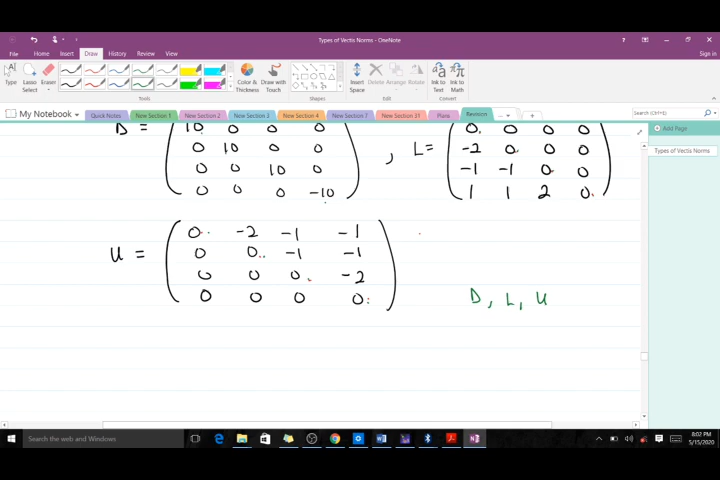 Types of Vectis Norms - OneNote
Sign in
File Home Insert Draw History Review View
Type Lasso Select Eraser Color & Thickness Draw with Touch Insert Space Delete Arrange Rotate Ink to Text Ink to Math
Tools Shapes Edit Convert
My Notebook Quick Notes New Section 1 New Section 2 New Section 3 New Section 4 New Section 7 New Section 31 Plans Revision ... + Search (Ctrl+E)
Add Page
Types of Vectis Norms
D = 10 0 0 0
0 10 0 0
0 0 10 0
0 0 0 -10
, L = 0 0 0 0
-2 0 0 0
-1 -1 0 0
1 1 2 0
U = 0 -2 -1 -1
0 0 -1 -1
0 0 0 -2
0 0 0 0
D, L, U
Search the web and Windows
8:02 PM
5/15/2020